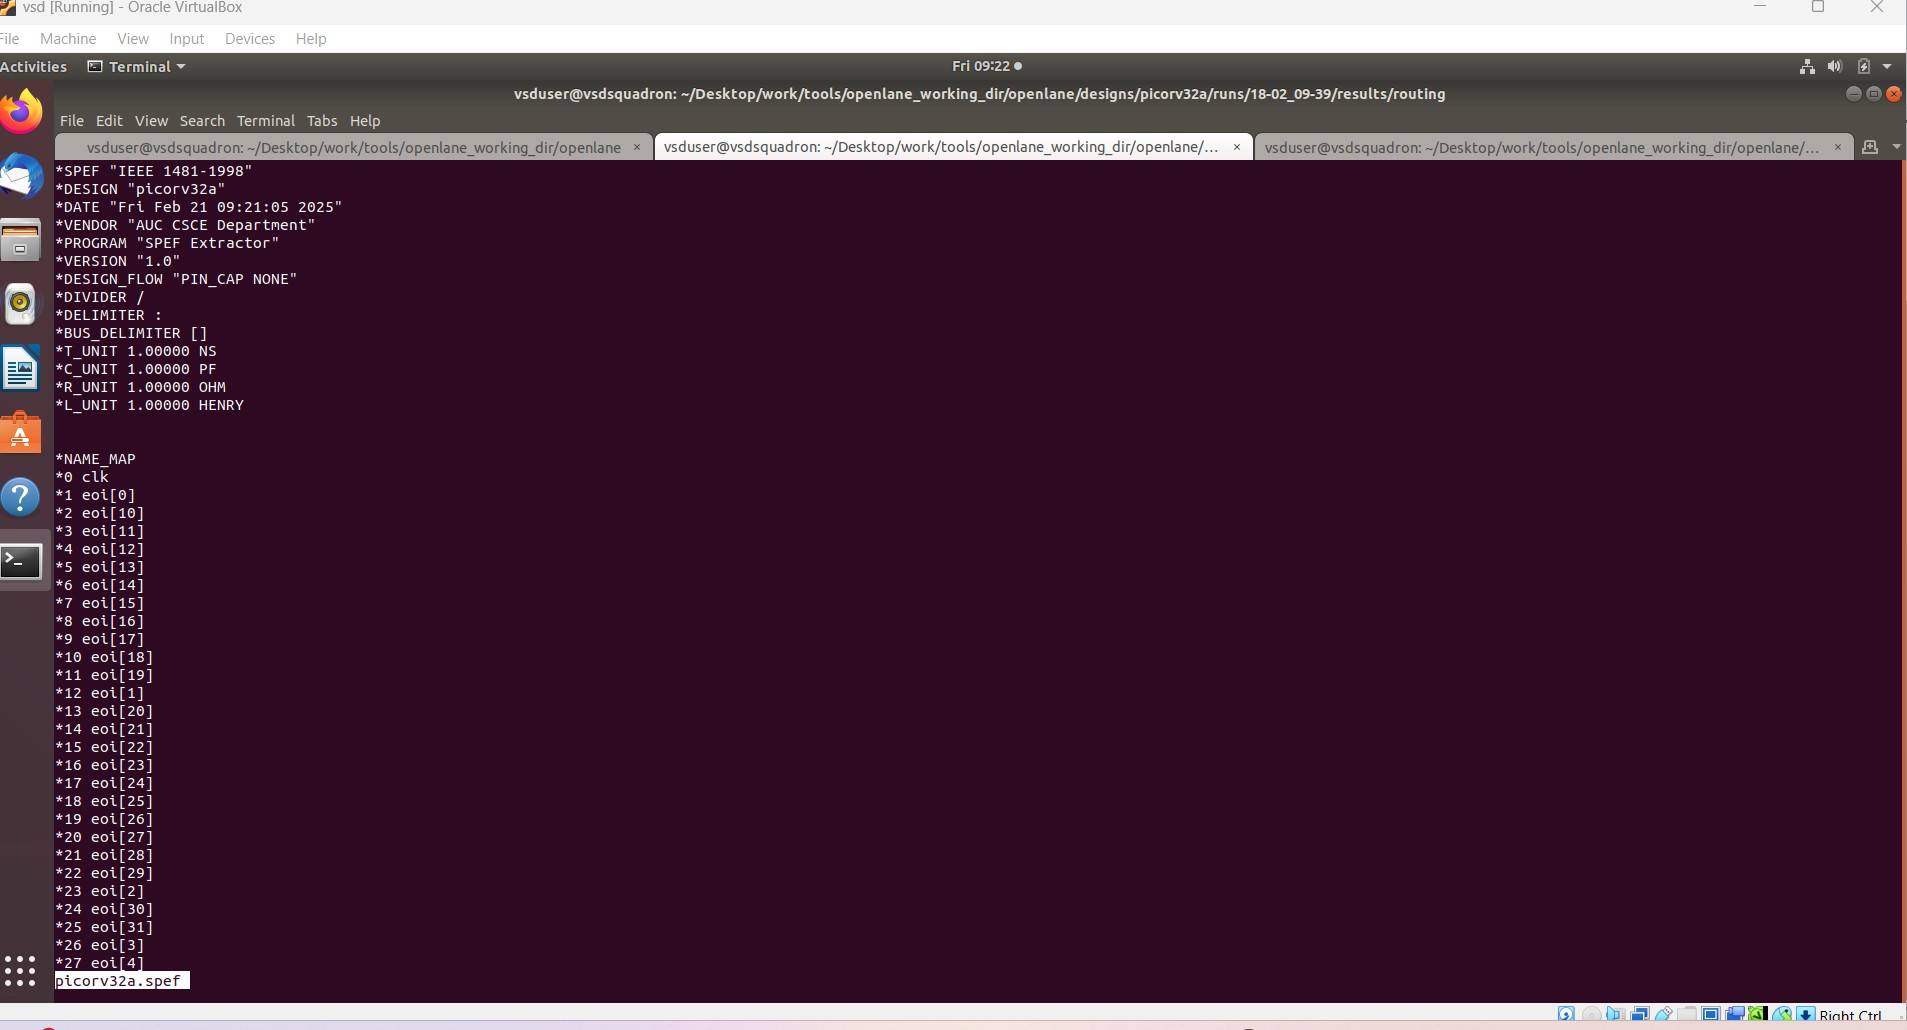 vsd [Running] - Oracle VirtualBox
File Machine View Input Devices Help
Activities Terminal Fri 09:22
vsduser@vsdsquadron: ~/Desktop/work/tools/openlane_working_dir/openlane/designs/picorv32a/runs/18-02_09-39/results/routing
File Edit View Search Terminal Tabs Help
vsduser@vsdsquadron: ~/Desktop/work/tools/openlane_working_dir/openlane × vsduser@vsdsquadron: ~/Desktop/work/tools/openlane_working_dir/openlane/... × vsduser@vsdsquadron: ~/Desktop/work/tools/openlane_working_dir/openlane/... ×
*SPEF "IEEE 1481-1998"
*DESIGN "picorv32a"
*DATE "Fri Feb 21 09:21:05 2025"
*VENDOR "AUC CSCE Department"
*PROGRAM "SPEF Extractor"
*VERSION "1.0"
*DESIGN_FLOW "PIN_CAP NONE"
*DIVIDER /
*DELIMITER :
*BUS_DELIMITER []
*T_UNIT 1.00000 NS
*C_UNIT 1.00000 PF
*R_UNIT 1.00000 OHM
*L_UNIT 1.00000 HENRY
*NAME_MAP
*0 clk
*1 eoi[0]
*2 eoi[10]
*3 eoi[11]
*4 eoi[12]
*5 eoi[13]
*6 eoi[14]
*7 eoi[15]
*8 eoi[16]
*9 eoi[17]
*10 eoi[18]
*11 eoi[19]
*12 eoi[1]
*13 eoi[20]
*14 eoi[21]
*15 eoi[22]
*16 eoi[23]
*17 eoi[24]
*18 eoi[25]
*19 eoi[26]
*20 eoi[27]
*21 eoi[28]
*22 eoi[29]
*23 eoi[2]
*24 eoi[30]
*25 eoi[31]
*26 eoi[3]
*27 eoi[4]
picorv32a.spef
Right Ctrl